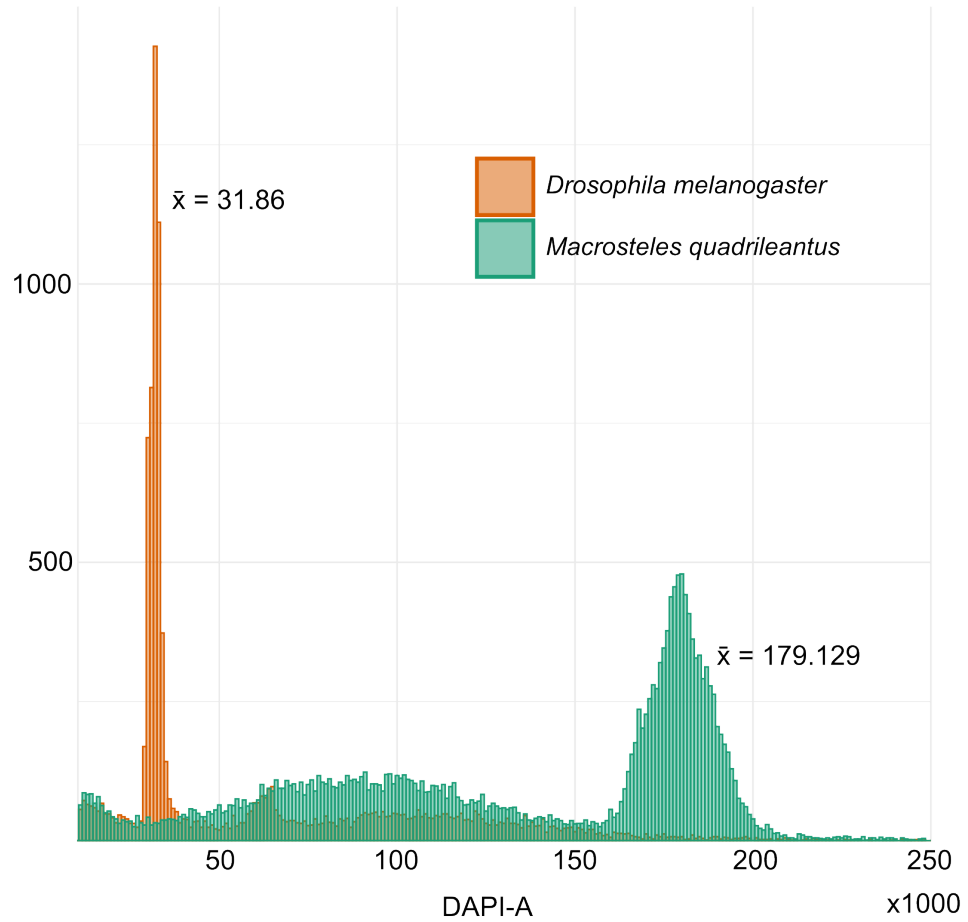 x̄ = 31.86
Drosophila melanogaster
Macrosteles quadrileantus
1000
500
x̄ = 179.129
50
100
150
200
250
x1000
DAPI-A